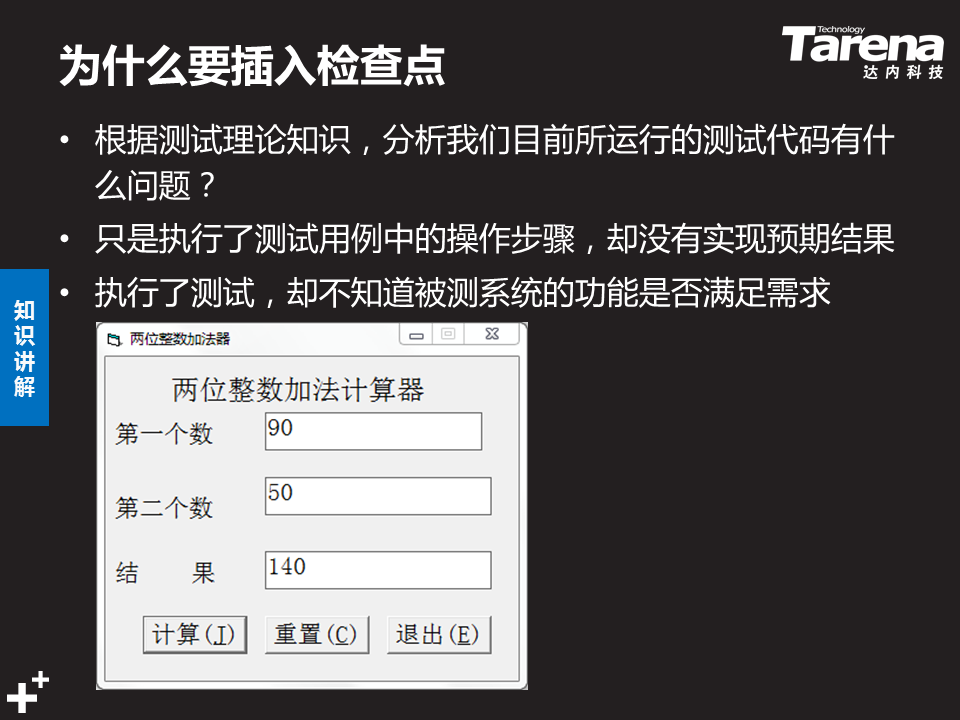 为什么要插入检查点
Technology
Tarena
达内科技
• 根据测试理论知识，分析我们目前所运行的测试代码有什
么问题？
• 只是执行了测试用例中的操作步骤，却没有实现预期结果
• 执行了测试，却不知道被测系统的功能是否满足需求
知
识
讲
解
两位整数加法器
两位整数加法计算器
第一个数 90
第二个数 50
结 果 140
计算(J) 重置(C) 退出(E)